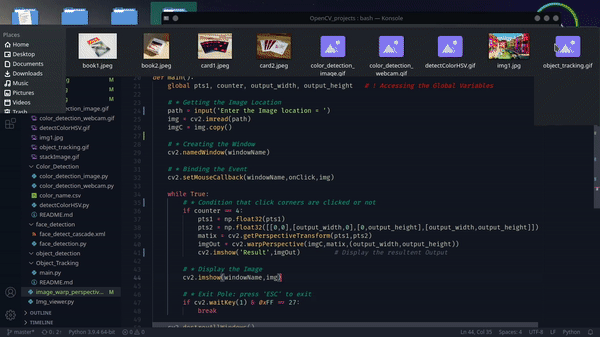 OpenCV_projects : bash — Konsole
Places
Home
Desktop
Documents
Downloads
Music
Pictures
Videos
Trash
book1.jpeg
book2.jpeg
card1.jpeg
card2.jpeg
color_detection_
image.gif
color_detection_
webcam.gif
detectColorHSV.gif
img1.jpg
object_tracking.gif
color_detection_image.gif
color_detection_webcam.gif
detectColorHSV.gif
img1.jpg
object_tracking.gif
stackImage.gif
Color_Detection
color_detection_image.py
color_detection_webcam.py
color_name.csv
detectColorHSV.py
README.md
face_detection
face_detect_cascade.xml
face_detection.py
object_detection
Object_Tracking
main.py
README.md
image_warp_perspectiv...
Img_viewer.py
OUTLINE
TIMELINE
def main():
global pts1, counter, output_width, output_height # ! Accessing the Global Variables
# * Getting the Image Location
path = input('Enter the Image location = ')
img = cv2.imread(path)
imgC = img.copy()
# * Creating the Window
cv2.namedWindow(windowName)
# * Binding the Event
cv2.setMouseCallback(windowName,onClick,img)
while True:
# * Condition that click corners are clicked or not
if counter == 4:
pts1 = np.float32(pts1)
pts2 = np.float32([[0,0],[output_width,0],[0,output_height],[output_width,output_height]])
matix = cv2.getPerspectiveTransform(pts1,pts2)
imgOut = cv2.warpPerspective(imgC,matix,(output_width,output_height))
cv2.imshow('Result',imgOut) # Display the resultent Output
# * Display the Image
cv2.imshow(windowName,img)
# * Exit Pole: press 'ESC' to exit
if cv2.waitKey(1) & 0xFF == 27:
break
cv2.destroyAllWindows()
master* Python 3.9.4 64-bit Ln 44, Col 35 Spaces: 4 UTF-8 LF Python